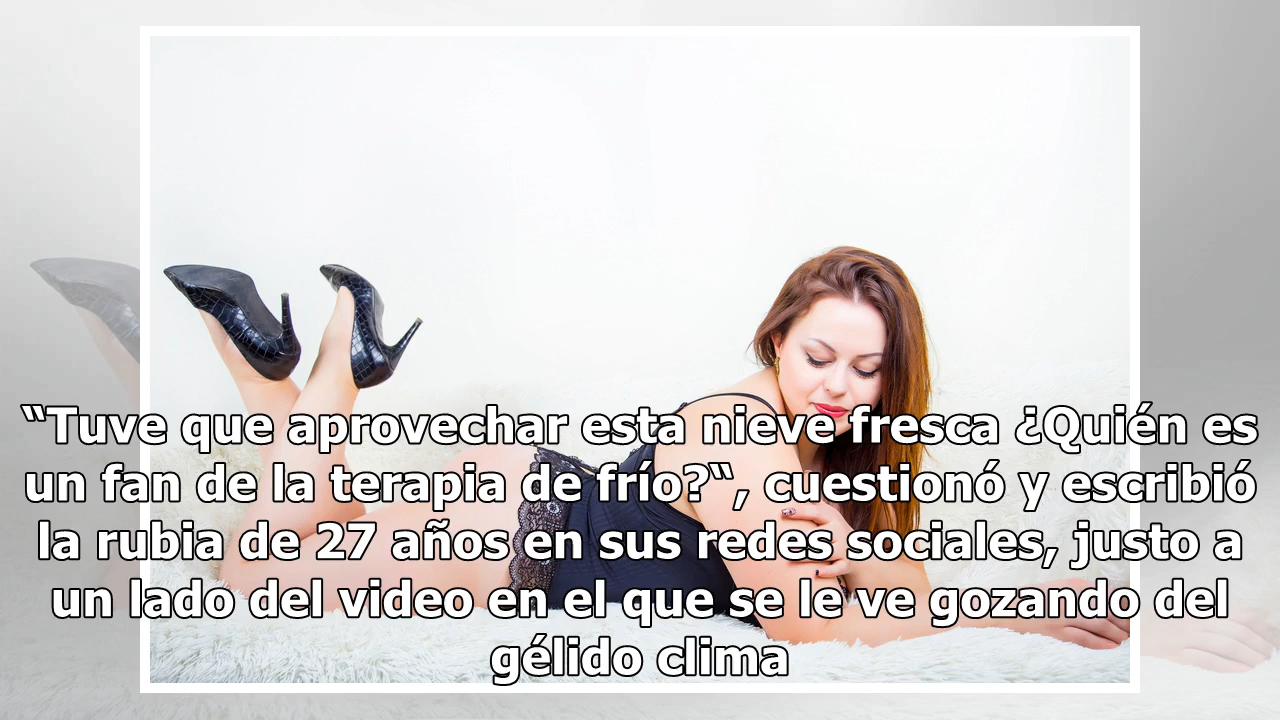 “Tuve que aprovechar esta nieve fresca ¿Quién es
un fan de la terapia de frío?“, cuestionó y escribió
la rubia de 27 años en sus redes sociales, justo a
un lado del video en el que se le ve gozando del
gélido clima